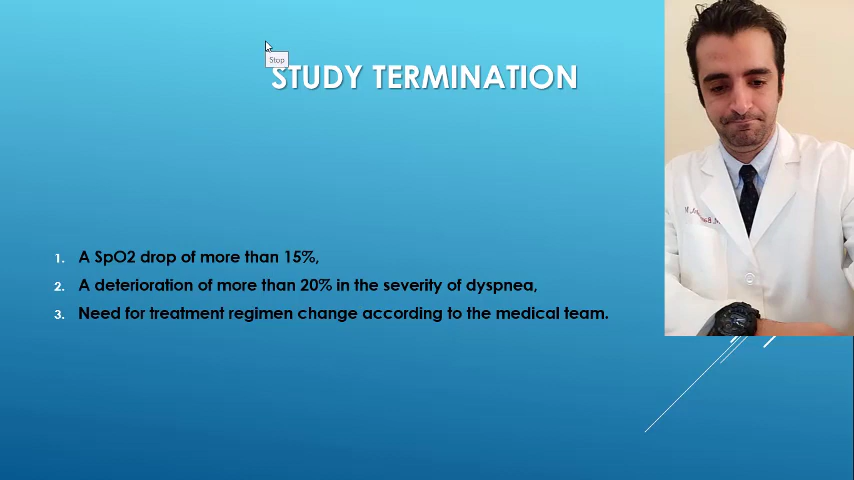 Stop
STUDY TERMINATION
1. A SpO2 drop of more than 15%,
2. A deterioration of more than 20% in the severity of dyspnea,
3. Need for treatment regimen change according to the medical team.